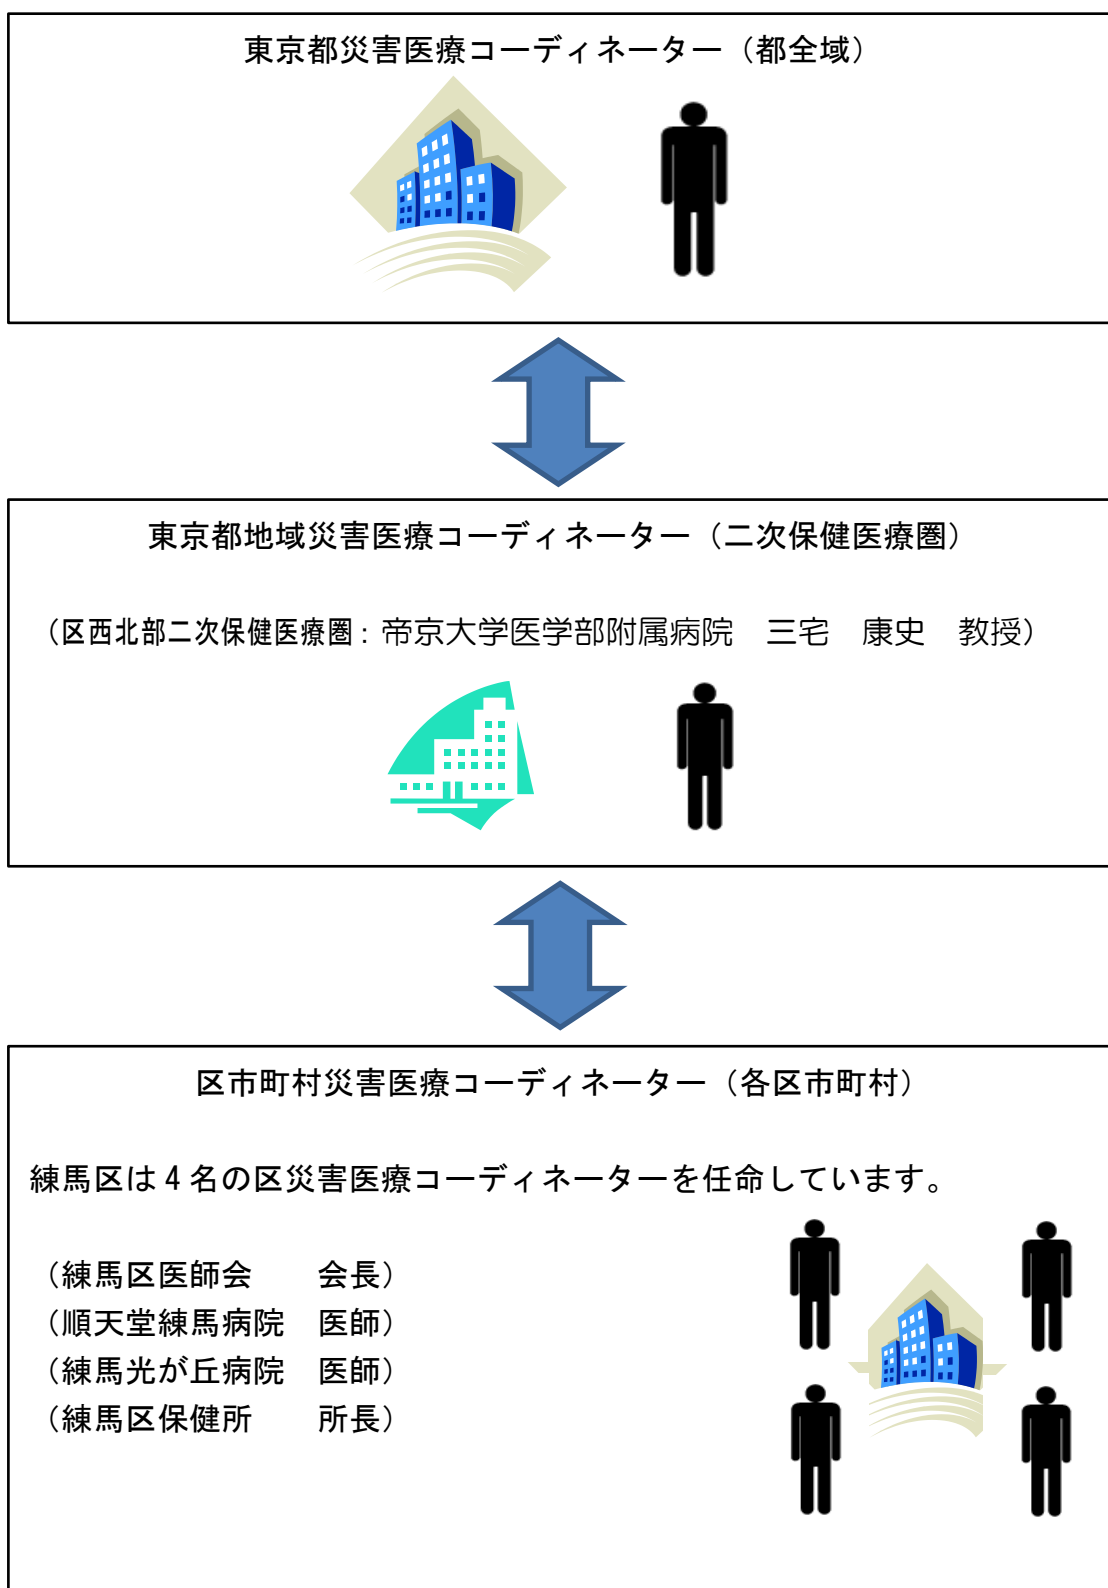 東京都災害医療コーディネーター（都全域）
東京都地域災害医療コーディネーター（二次保健医療圏）
（区西北部二次保健医療圏：帝京大学医学部附属病院　三宅　康史　教授）
区市町村災害医療コーディネーター（各区市町村）
練馬区は４名の区災害医療コーディネーターを任命しています。
（練馬区医師会　　会長）
（順天堂練馬病院　医師）
（練馬光が丘病院　医師）
（練馬区保健所　　所長）